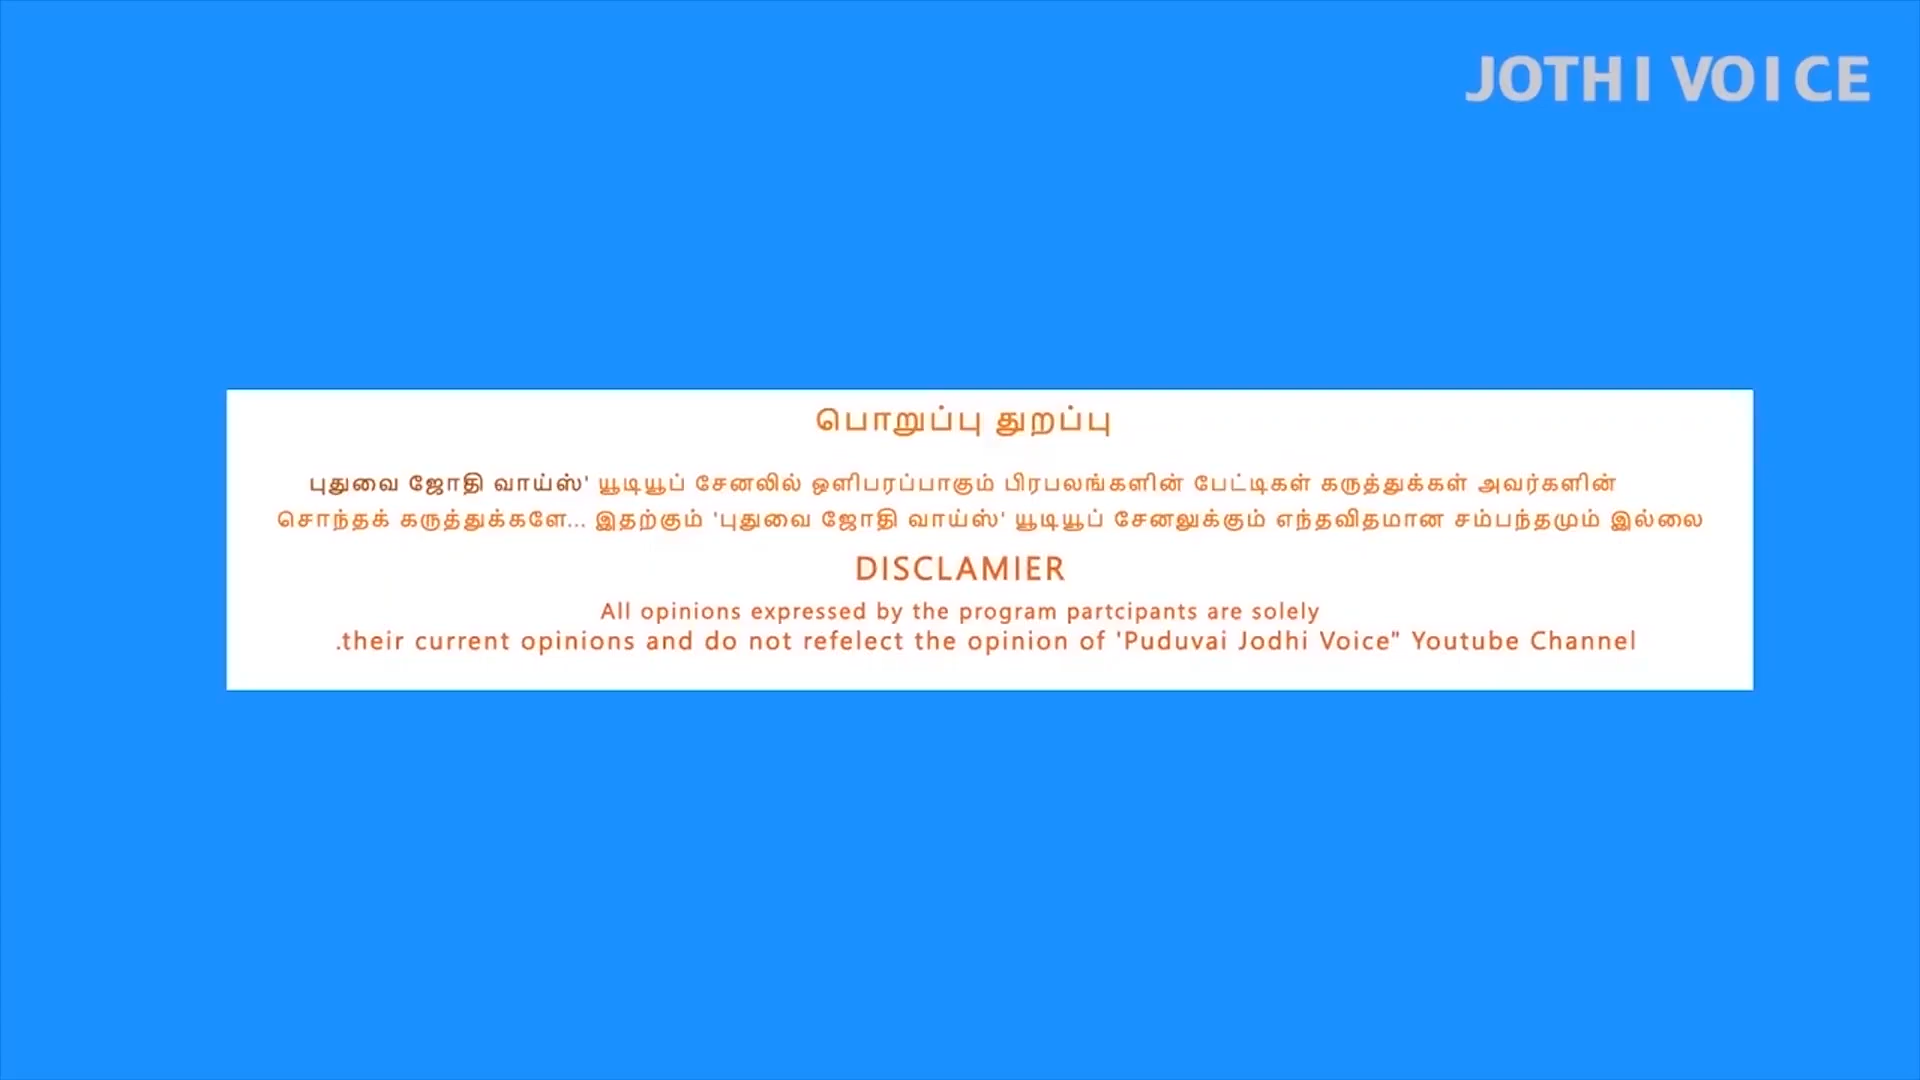 JOTHI VOICE
பொறுப்பு துறப்பு
புதுவை ஜோதி வாய்ஸ்' யூடியூப் சேனலில் ஒளிபரப்பாகும் பிரபலங்களின் பேட்டிகள் கருத்துக்கள் அவர்களின்
சொந்தக் கருத்துக்களே... இதற்கும் 'புதுவை ஜோதி வாய்ஸ்' யூடியூப் சேனலுக்கும் எந்தவிதமான சம்பந்தமும் இல்லை
DISCLAMIER
All opinions expressed by the program partcipants are solely
.their current opinions and do not refelect the opinion of 'Puduvai Jodhi Voice" Youtube Channel